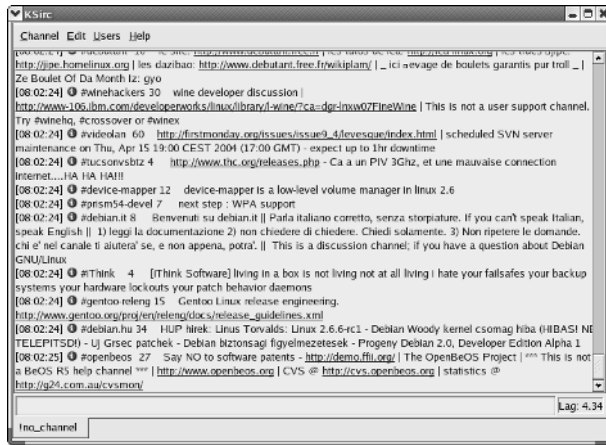 KSirc
Channel Edit Users Help
http://jipe.homelinux.org | les dazibao: http://www.debutant.free.fr/wikiplam/ | _ ici elevage de boulets garantis pur troll _ |
Ze Boulet Of Da Month Iz: gyo
[08:02:24] #winehackers 30 wine developer discussion |
http://www-106.ibm.com/developerworks/linux/library/l-wine/?ca=dgr-lnxw07FineWine | This is not a user support channel.
Try #winehq, #crossover or #winex
[08:02:24] #videolan 60 http://firstmonday.org/issues/issue9_4/levesque/index.html | scheduled SVN server
maintenance on Thu, Apr 15 19:00 CEST 2004 (17:00 GMT) - expect up to 1hr downtime
[08:02:24] #tucsonvsbtz 4 http://www.thc.org/releases.php - Ca a un PIV 3Ghz, et une mauvaise connection
internet....HA HA HA!!!
[08:02:24] #device-mapper 12 device-mapper is a low-level volume manager in linux 2.6
[08:02:24] #prism54-devel 7 next step : WPA support
[08:02:24] #debian.it 8 Benvenuti su debian.it || Parla italiano corretto, senza storpiature. If you can't speak Italian,
speak English || 1) leggi la documentazione 2) non chiedere di chiedere. Chiedi solamente. 3) Non ripetere le domande.
chi e' nel canale ti aiutera' se, e non appena, potra'. || This is a discussion channel; if you have a question about Debian
GNU/Linux
[08:02:24] #iThink 4 [iThink Software] living in a box is not living not at all living i hate your failsafes your backup
systems your hardware lockouts your patch behavior daemons
[08:02:24] #gentoo-releng 15 Gentoo Linux release engineering.
http://www.gentoo.org/proj/en/releng/docs/release_guidelines.xml
[08:02:24] #debian.hu 34 HUP hirek: Linus Torvalds: Linux 2.6.6-rc1 - Debian Woody kernel csomag hiba (HIBAS! NE
TELEPITSD!) - Uj Grsec patchek - Debian biztonsagi figyelmezetesek - Progeny Debian 2.0, Developer Edition Alpha 1
[08:02:25] #openbeos 27 Say NO to software patents - http://demo.ffii.org/ | The OpenBeOS Project | *** This is not
a BeOS R5 help channel *** | http://www.openbeos.org | CVS @ http://cvs.openbeos.org | statistics @
http://g24.com.au/cvsmon/
Lag: 4.34
!no_channel